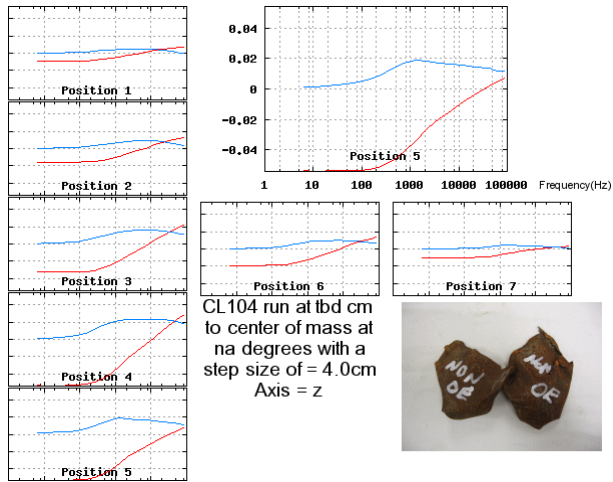 Position 1
Position 2
Position 3
Position 4
Position 5
0.04
0.02
0
-0.02
-0.04
Position 5
1 10 100 1000 10000 100000 Frequency(Hz)
Position 6
Position 7
CL104 run at tbd cm
to center of mass at
na degrees with a
step size of = 4.0cm
Axis = z
NON
OE
NON
OE